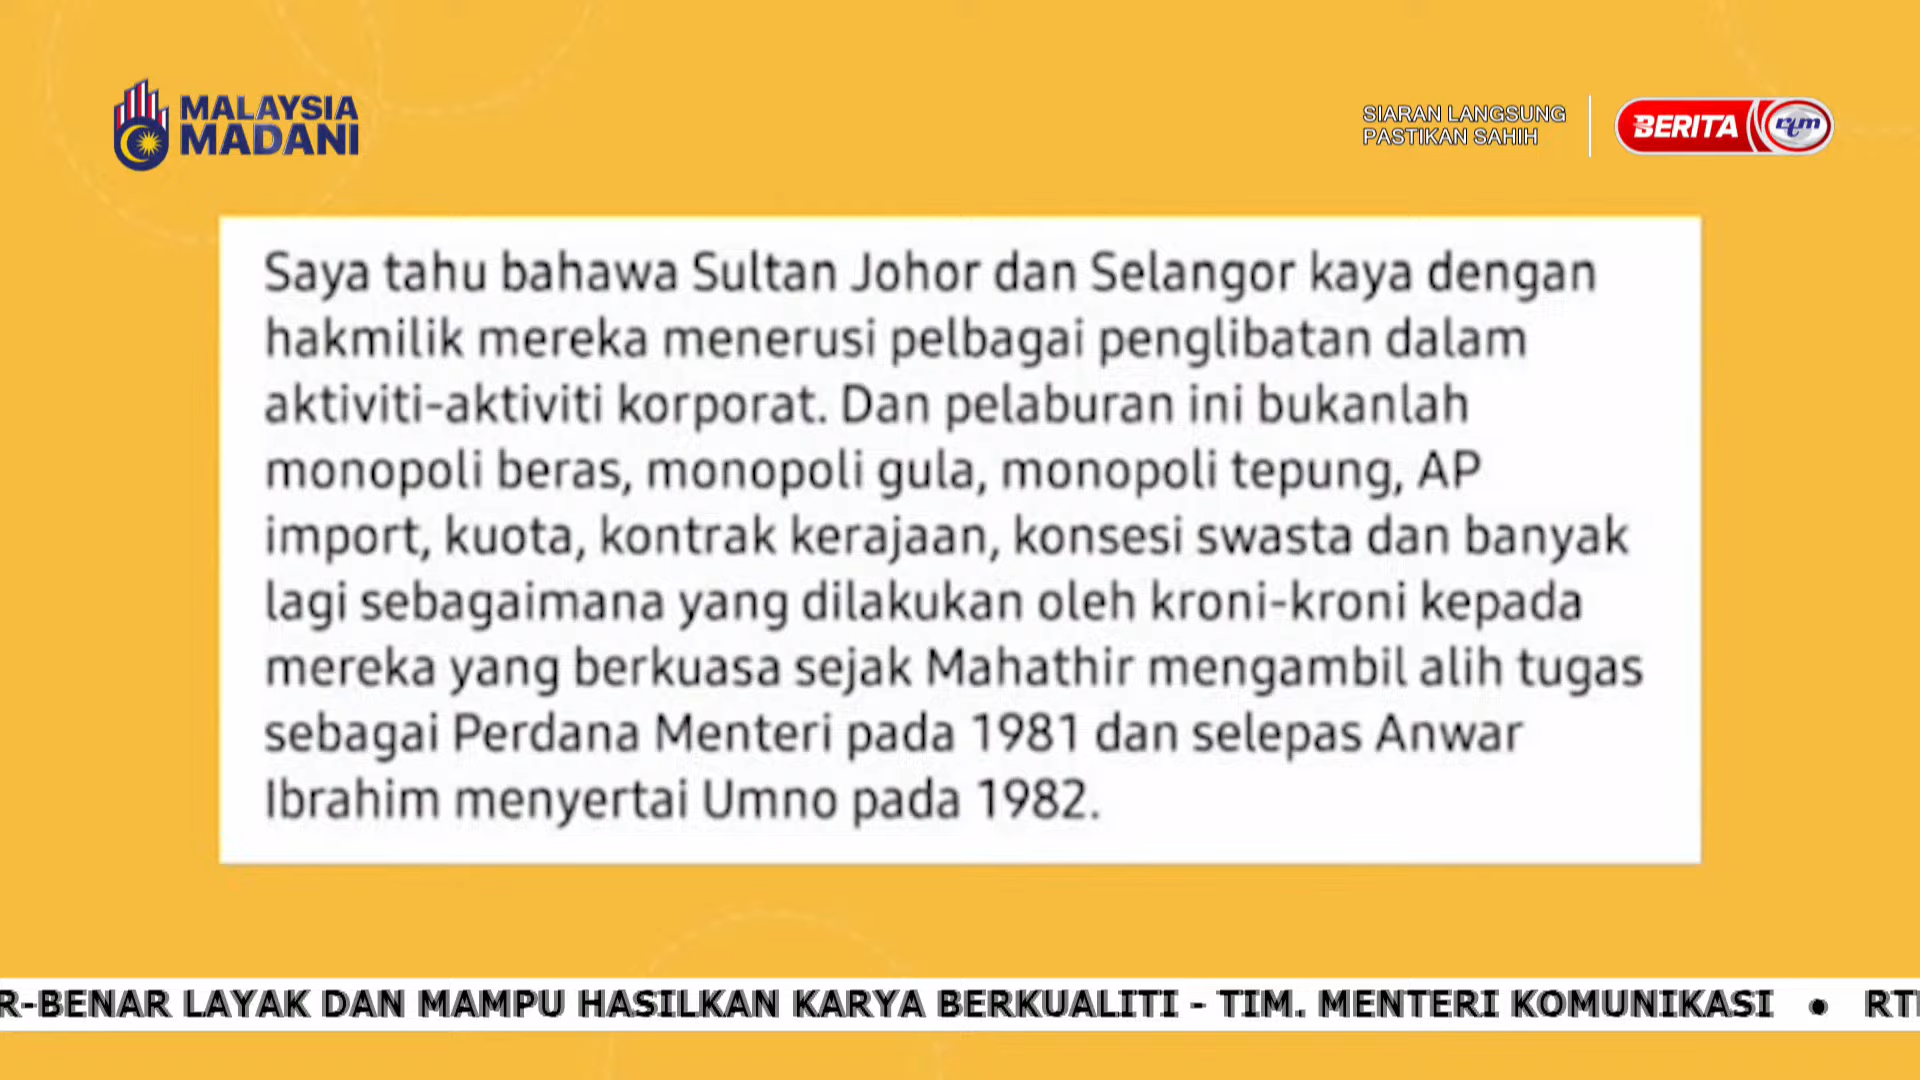 MALAYSIA
MADANI
SIARAN LANGSUNG
PASTIKAN SAHIH
BERITA rtm
Saya tahu bahawa Sultan Johor dan Selangor kaya dengan
hakmilik mereka menerusi pelbagai penglibatan dalam
aktiviti-aktiviti korporat. Dan pelaburan ini bukanlah
monopoli beras, monopoli gula, monopoli tepung, AP
import, kuota, kontrak kerajaan, konsesi swasta dan banyak
lagi sebagaimana yang dilakukan oleh kroni-kroni kepada
mereka yang berkuasa sejak Mahathir mengambil alih tugas
sebagai Perdana Menteri pada 1981 dan selepas Anwar
Ibrahim menyertai Umno pada 1982.
R-BENAR LAYAK DAN MAMPU HASILKAN KARYA BERKUALITI - TIM. MENTERI KOMUNIKASI • RT